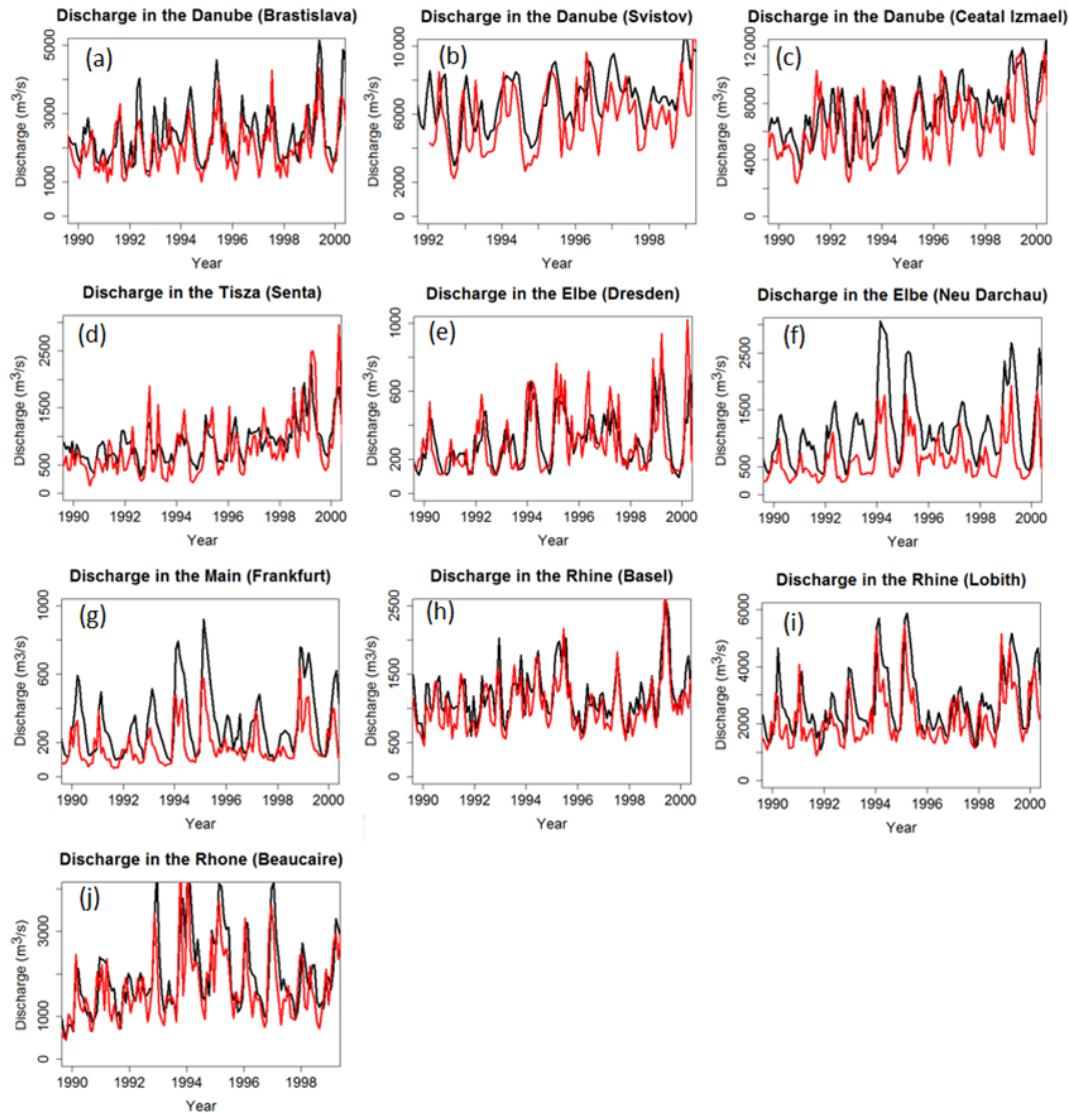 Discharge in the Danube (Brastislava)
(a)
Discharge (m³/s)
0 1000 3000 5000
1990 1992 1994 1996 1998 2000
Year
Discharge in the Danube (Svistov)
(b)
Discharge (m³/s)
0 2000 6000 10 000
1992 1994 1996 1998
Year
Discharge in the Danube (Ceatal Izmael)
(c)
Discharge (m³/s)
0 4000 8000 12 000
1990 1992 1994 1996 1998 2000
Year
Discharge in the Tisza (Senta)
(d)
Discharge (m³/s)
0 500 1500 2500
1990 1992 1994 1996 1998 2000
Year
Discharge in the Elbe (Dresden)
(e)
Discharge (m³/s)
0 200 600 1000
1990 1992 1994 1996 1998 2000
Year
Discharge in the Elbe (Neu Darchau)
(f)
Discharge (m³/s)
0 500 1500 2500
1990 1992 1994 1996 1998 2000
Year
Discharge in the Main (Frankfurt)
(g)
Discharge (m3/s)
0 200 600 1000
1990 1992 1994 1996 1998 2000
Year
Discharge in the Rhine (Basel)
(h)
Discharge (m³/s)
0 500 1500 2500
1990 1992 1994 1996 1998 2000
Year
Discharge in the Rhine (Lobith)
(i)
Discharge (m³/s)
0 2000 4000 6000
1990 1992 1994 1996 1998 2000
Year
Discharge in the Rhone (Beaucaire)
(j)
Discharge (m³/s)
0 1000 3000
1990 1992 1994 1996 1998
Year